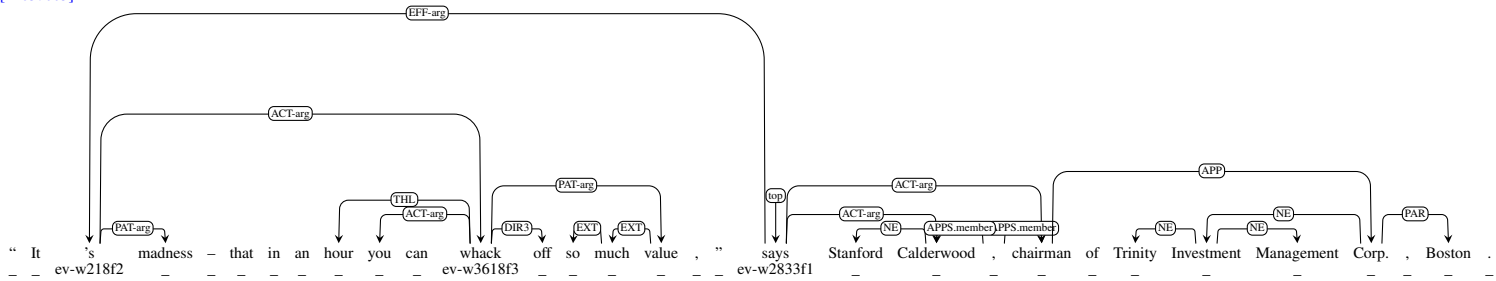 EFF-arg
ACT-arg
APP
PAT-arg ACT-arg
THL top
ACT-arg ACT-arg NE PAR
PAT-arg DIR3 EXT EXT NE APPS.member PPS.member NE NE
“ It 's madness – that in an hour you can whack off so much value , ” says Stanford Calderwood , chairman of Trinity Investment Management Corp. , Boston .
_ _ ev-w218f2 _ _ _ _ _ _ _ _ ev-w3618f3 _ _ _ _ _ _ ev-w2833f1 _ _ _ _ _ _ _ _ _ _ _ _